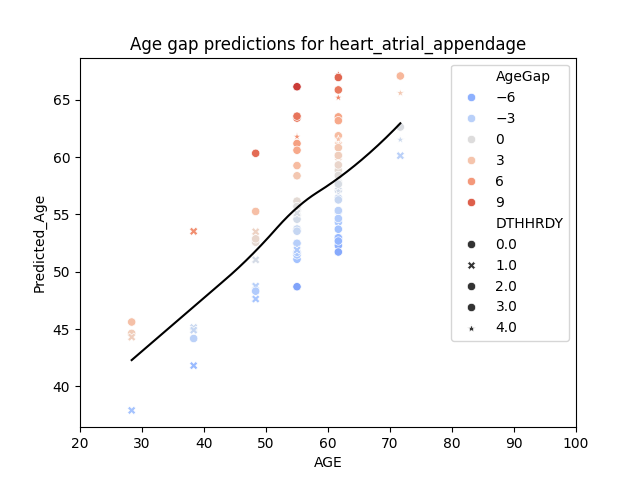 Age gap predictions for heart_atrial_appendage
Predicted_Age
65
60
55
50
45
40
20 30 40 50 60 70 80 90 100
AGE
AgeGap
−6
−3
0
3
6
9
DTHHRDY
0.0
1.0
2.0
3.0
4.0